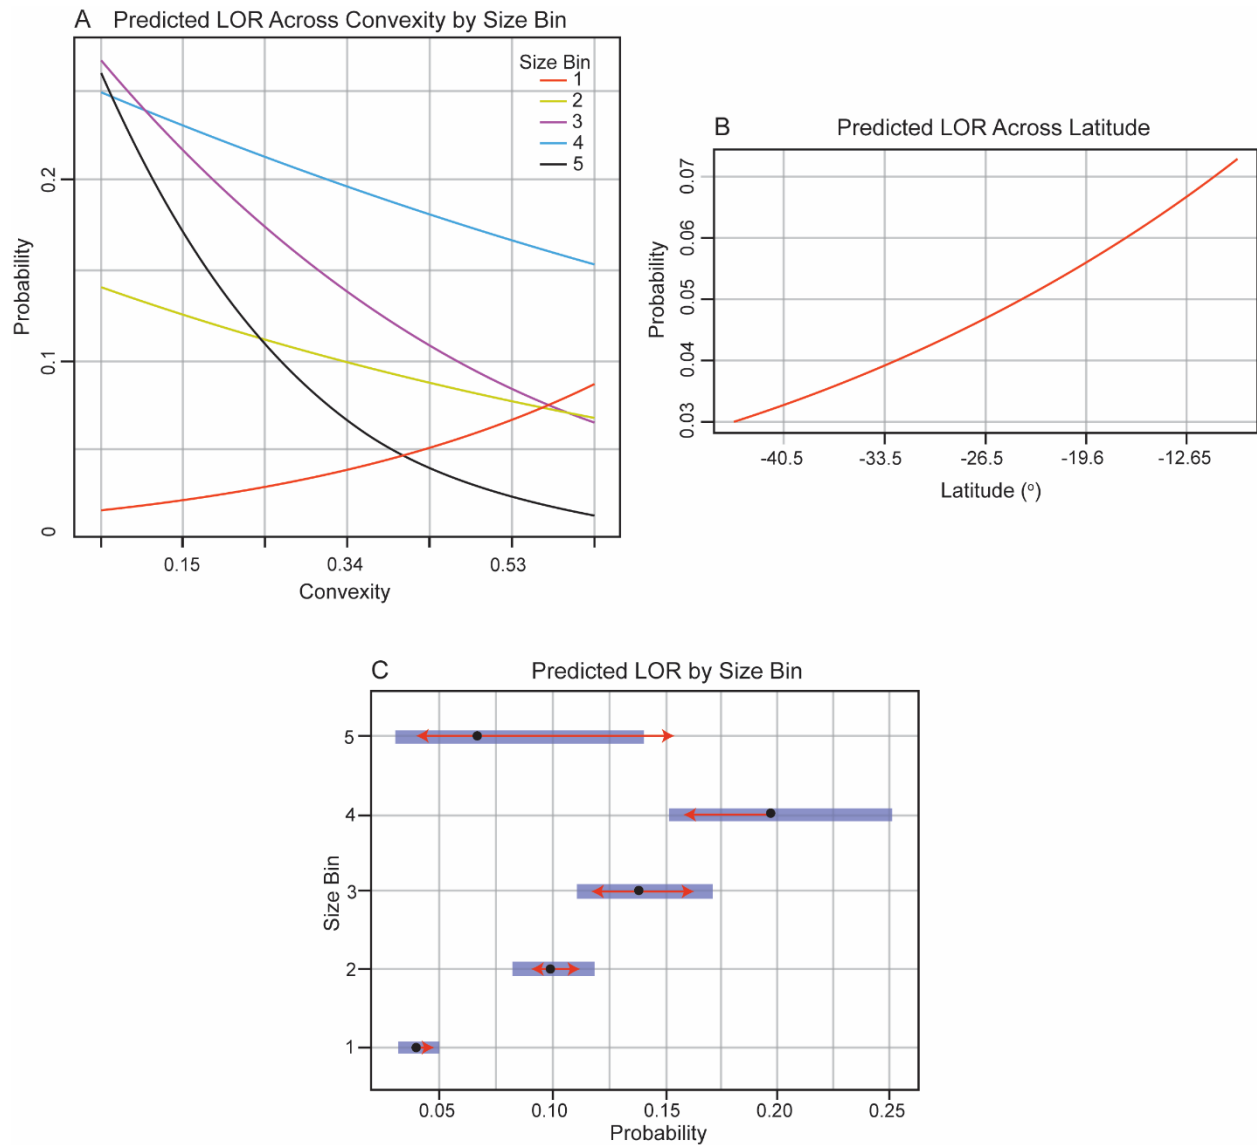 A Predicted LOR Across Convexity by Size Bin
Size Bin
1
2
3
4
5
Probability
0.2
0.1
0
0.15 0.34 0.53
Convexity
B Predicted LOR Across Latitude
Probability
0.07
0.06
0.05
0.04
0.03
-40.5 -33.5 -26.5 -19.6 -12.65
Latitude (°)
C Predicted LOR by Size Bin
Size Bin
5
4
3
2
1
0.05 0.10 0.15 0.20 0.25
Probability